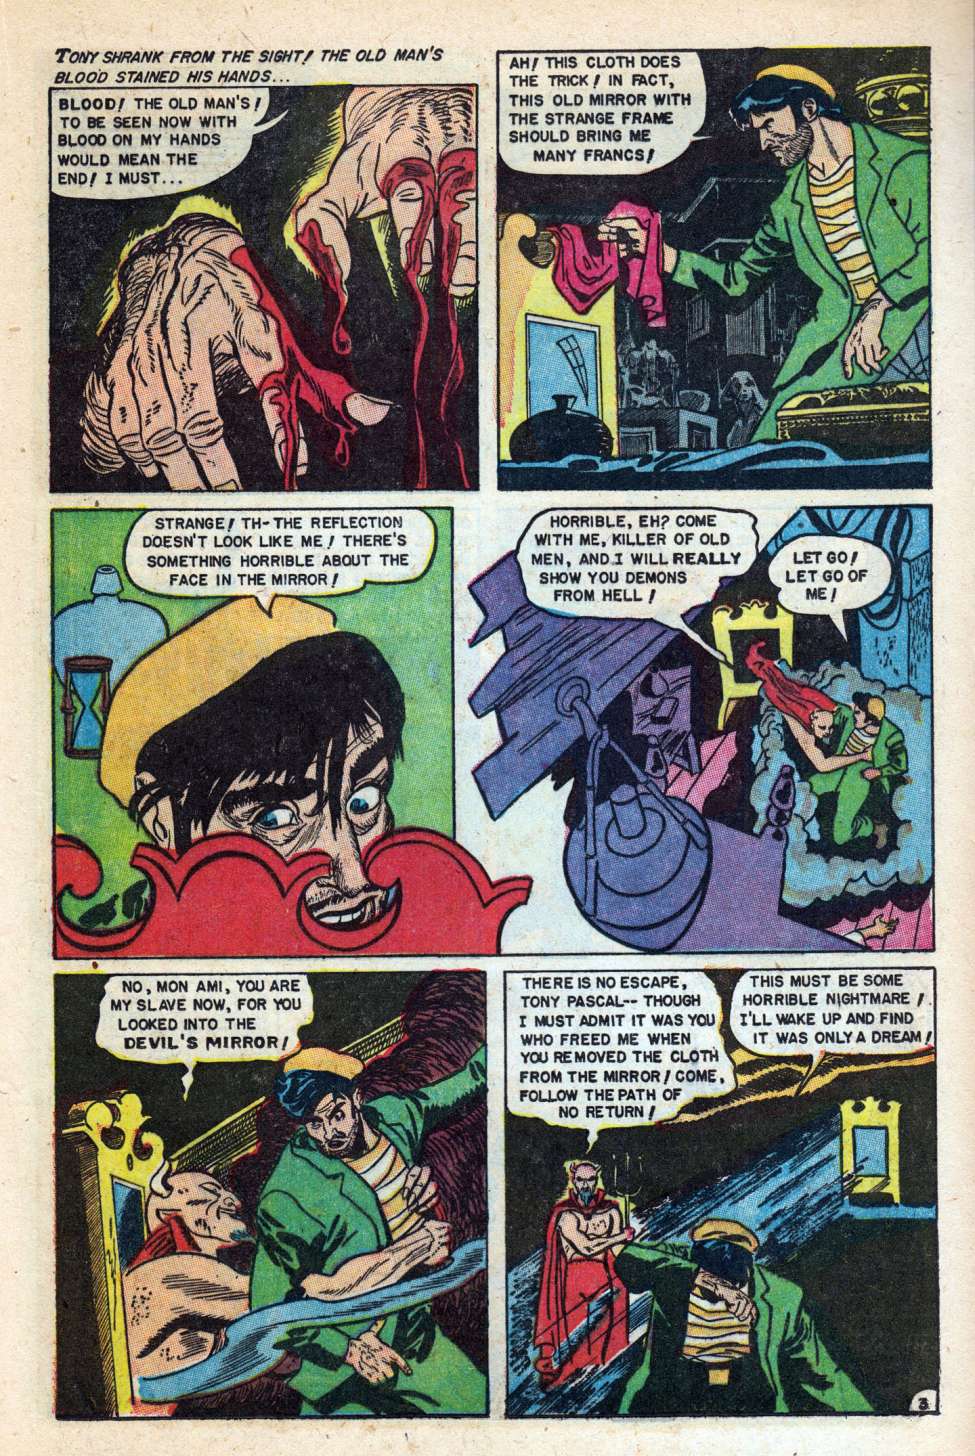 TONY SHRANK FROM THE SIGHT! THE OLD MAN'S
BLOOD STAINED HIS HANDS...
BLOOD! THE OLD MAN'S!
TO BE SEEN NOW WITH
BLOOD ON MY HANDS
WOULD MEAN THE
END! I MUST...
AH! THIS CLOTH DOES
THE TRICK! IN FACT,
THIS OLD MIRROR WITH
THE STRANGE FRAME
SHOULD BRING ME
MANY FRANCS!
STRANGE! TH-THE REFLECTION
DOESN'T LOOK LIKE ME! THERE'S
SOMETHING HORRIBLE ABOUT THE
FACE IN THE MIRROR!
HORRIBLE, EH? COME
WITH ME, KILLER OF OLD
MEN, AND I WILL REALLY
SHOW YOU DEMONS
FROM HELL!
LET GO!
LET GO OF
ME!
NO, MON AMI, YOU ARE
MY SLAVE NOW, FOR YOU
LOOKED INTO THE
DEVIL'S MIRROR!
THERE IS NO ESCAPE,
TONY PASCAL-- THOUGH
I MUST ADMIT IT WAS YOU
WHO FREED ME WHEN
YOU REMOVED THE CLOTH
FROM THE MIRROR! COME,
FOLLOW THE PATH OF
NO RETURN!
THIS MUST BE SOME
HORRIBLE NIGHTMARE!
I'LL WAKE UP AND FIND
IT WAS ONLY A DREAM!
3